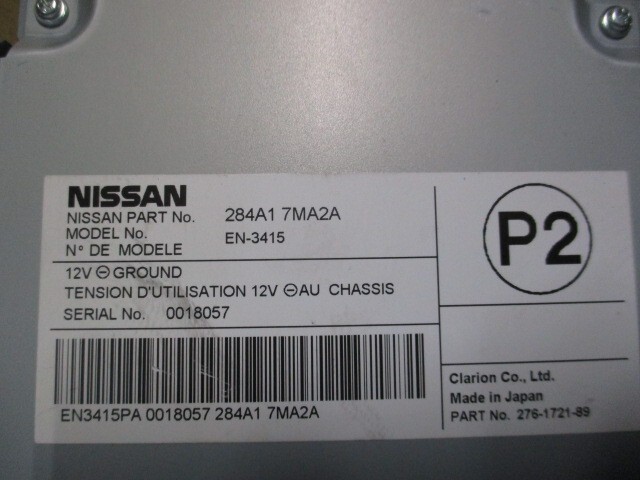 NISSAN
NISSAN PART No. 284A1 7MA2A
MODEL No. EN-3415
N° DE MODELE
12V ⊖ GROUND
TENSION D'UTILISATION 12V ⊖AU CHASSIS
SERIAL No. 0018057
EN3415PA 0018057 284A1 7MA2A
P2
Clarion Co., Ltd.
Made in Japan
PART No. 276-1721-89